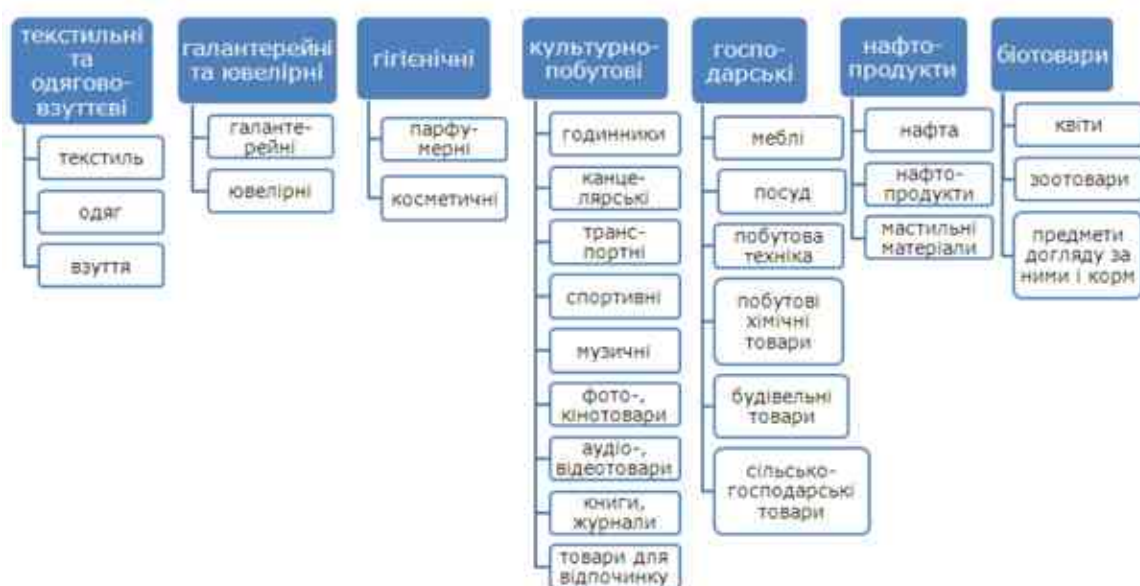 текстильні
та
одягово-
взуттєві
текстиль
одяг
взуття
галантерейні
та ювелірні
галанте-
рейні
ювелірні
гігієнічні
парфу-
мерні
косметичні
культурно-
побутові
годинники
канце-
лярські
транс-
портні
спортивні
музичні
фото-,
кінотовари
аудіо-,
відеотовари
книги,
журнали
товари для
відпочинку
госпо-
дарські
меблі
посуд
побутова
техніка
побутові
хімічні
товари
будівельні
товари
сільсько-
господарські
товари
нафто-
продукти
нафта
нафто-
продукти
мастильні
матеріали
біотовари
квіти
зоотовари
предмети
догляду за
ними і корм